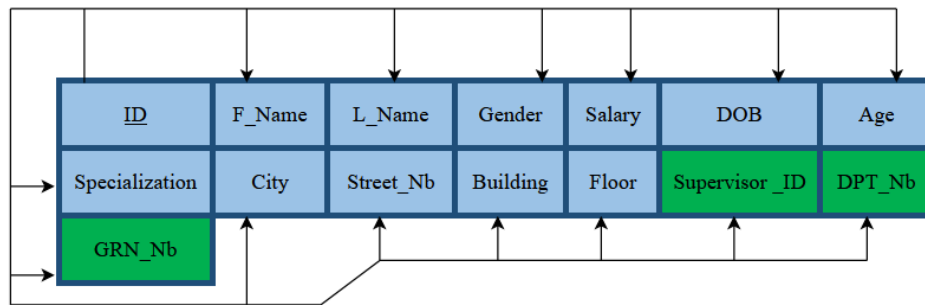 ID F_Name L_Name Gender Salary DOB Age
Specialization City Street_Nb Building Floor Supervisor _ID DPT_Nb
GRN_Nb